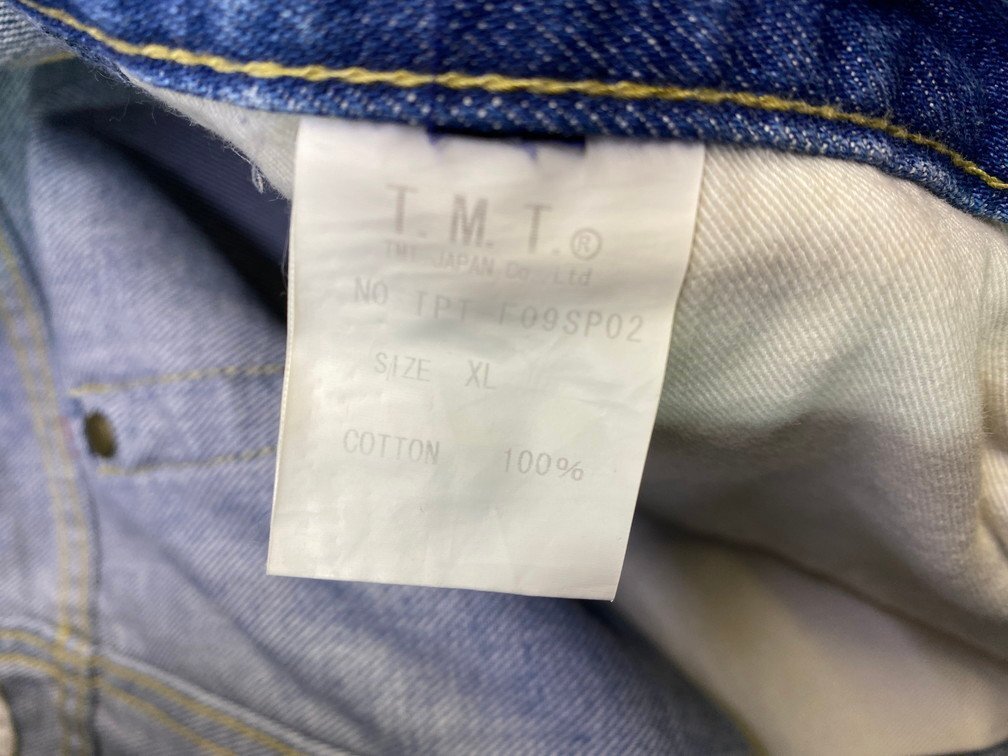 T. M. T.®
TMT JAPAN Co., Ltd
NO TPT F09SP02
SIZE XL
COTTON 100%